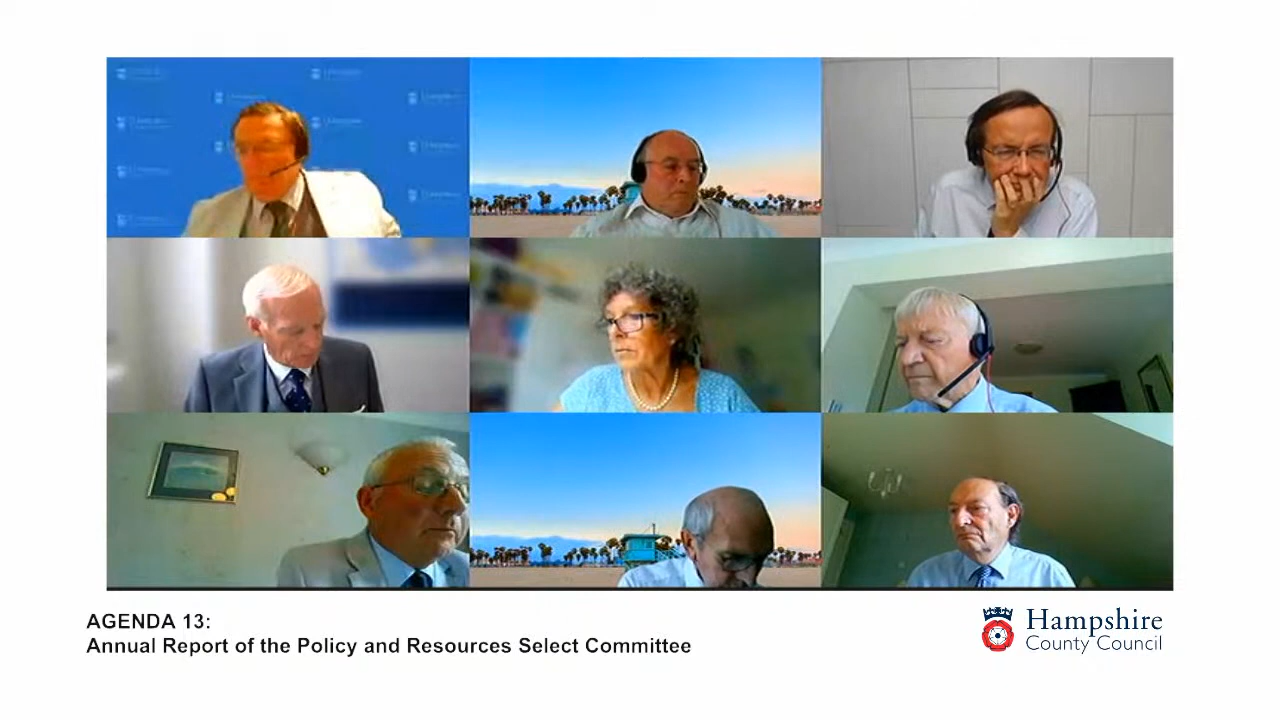 AGENDA 13:
Annual Report of the Policy and Resources Select Committee
Hampshire
County Council